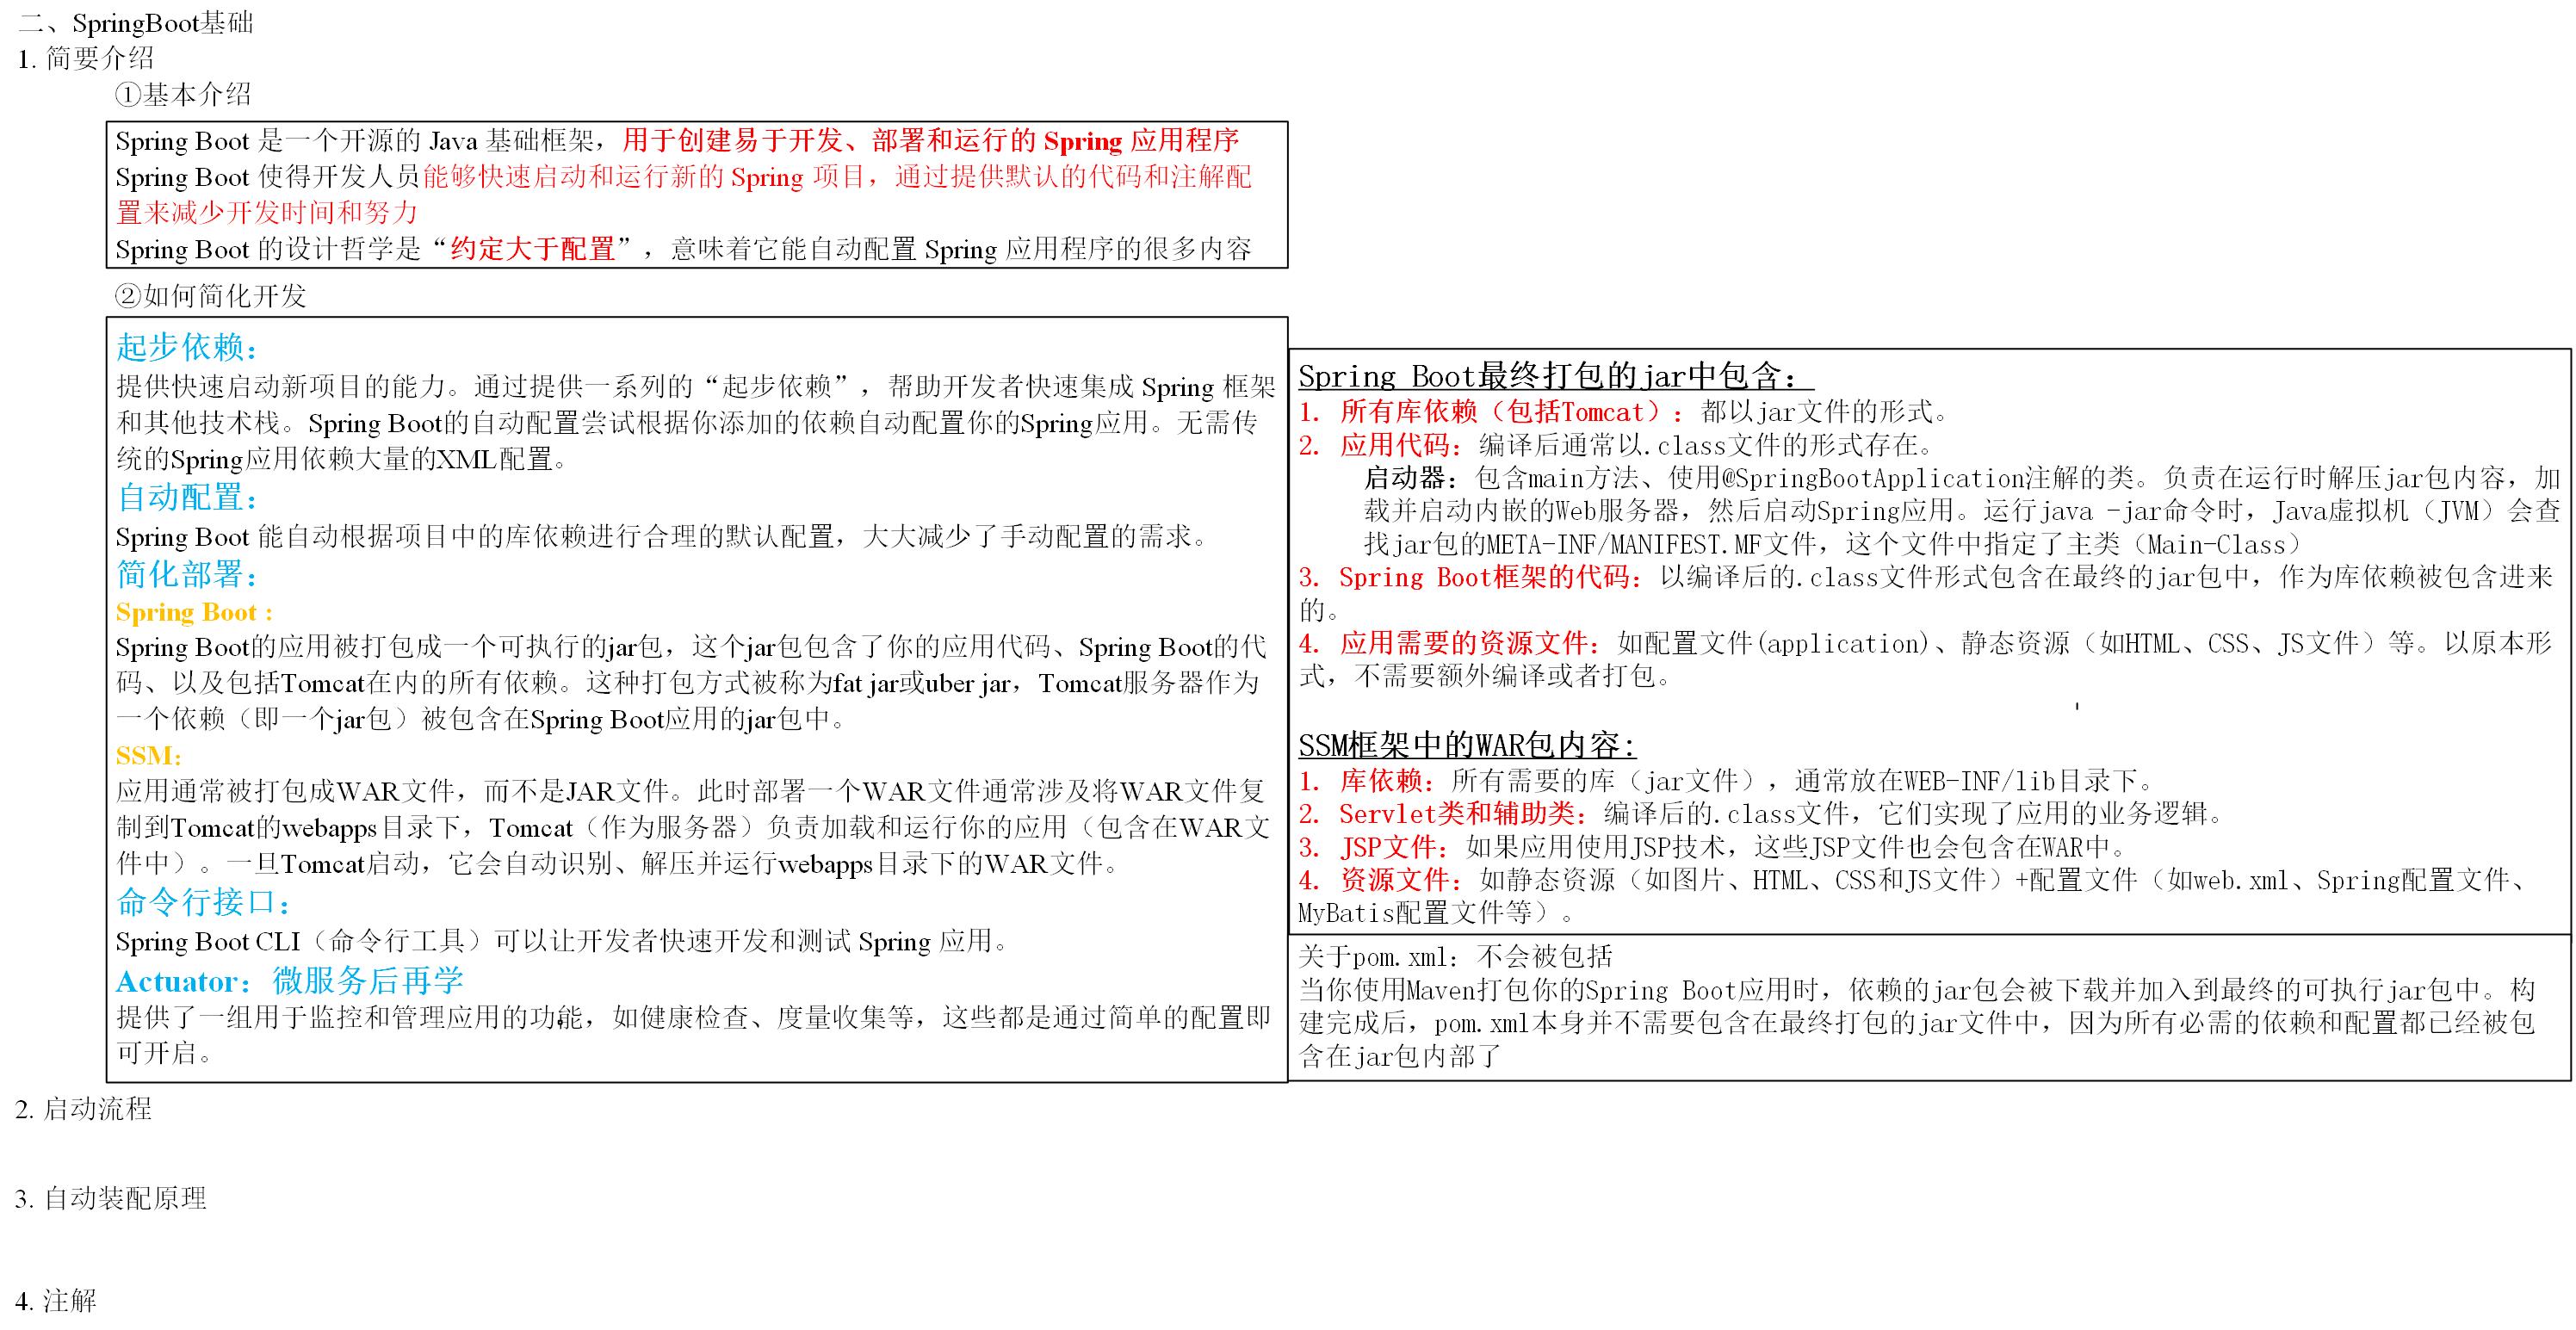 二、SpringBoot基础
1. 简要介绍
①基本介绍
Spring Boot 是一个开源的 Java 基础框架，用于创建易于开发、部署和运行的 Spring 应用程序
Spring Boot 使得开发人员能够快速启动和运行新的 Spring 项目，通过提供默认的代码和注解配
置来减少开发时间和努力
Spring Boot 的设计哲学是“约定大于配置”，意味着它能自动配置 Spring 应用程序的很多内容
②如何简化开发
起步依赖：
提供快速启动新项目的能力。通过提供一系列的“起步依赖”，帮助开发者快速集成 Spring 框架
和其他技术栈。Spring Boot的自动配置尝试根据你添加的依赖自动配置你的Spring应用。无需传
统的Spring应用依赖大量的XML配置。
自动配置：
Spring Boot 能自动根据项目中的库依赖进行合理的默认配置，大大减少了手动配置的需求。
简化部署：
Spring Boot :
Spring Boot的应用被打包成一个可执行的jar包，这个jar包包含了你的应用代码、Spring Boot的代
码、以及包括Tomcat在内的所有依赖。这种打包方式被称为fat jar或uber jar，Tomcat服务器作为
一个依赖（即一个jar包）被包含在Spring Boot应用的jar包中。
SSM：
应用通常被打包成WAR文件，而不是JAR文件。此时部署一个WAR文件通常涉及将WAR文件复
制到Tomcat的webapps目录下，Tomcat（作为服务器）负责加载和运行你的应用（包含在WAR文
件中）。一旦Tomcat启动，它会自动识别、解压并运行webapps目录下的WAR文件。
命令行接口：
Spring Boot CLI（命令行工具）可以让开发者快速开发和测试 Spring 应用。
Actuator：微服务后再学
提供了一组用于监控和管理应用的功能，如健康检查、度量收集等，这些都是通过简单的配置即
可开启。
Spring Boot最终打包的jar中包含：
1. 所有库依赖（包括Tomcat）：都以jar文件的形式。
2. 应用代码：编译后通常以.class文件的形式存在。
启动器：包含main方法、使用@SpringBootApplication注解的类。负责在运行时解压jar包内容，加
载并启动内嵌的Web服务器，然后启动Spring应用。运行java -jar命令时，Java虚拟机（JVM）会查
找jar包的META-INF/MANIFEST.MF文件，这个文件中指定了主类（Main-Class）
3. Spring Boot框架的代码：以编译后的.class文件形式包含在最终的jar包中，作为库依赖被包含进来
的。
4. 应用需要的资源文件：如配置文件(application)、静态资源（如HTML、CSS、JS文件）等。以原本形
式，不需要额外编译或者打包。
SSM框架中的WAR包内容:
1. 库依赖：所有需要的库（jar文件），通常放在WEB-INF/lib目录下。
2. Servlet类和辅助类：编译后的.class文件，它们实现了应用的业务逻辑。
3. JSP文件：如果应用使用JSP技术，这些JSP文件也会包含在WAR中。
4. 资源文件：如静态资源（如图片、HTML、CSS和JS文件）+配置文件（如web.xml、Spring配置文件、
MyBatis配置文件等）。
关于pom.xml：不会被包括
当你使用Maven打包你的Spring Boot应用时，依赖的jar包会被下载并加入到最终的可执行jar包中。构
建完成后，pom.xml本身并不需要包含在最终打包的jar文件中，因为所有必需的依赖和配置都已经被包
含在jar包内部了
2. 启动流程
3. 自动装配原理
4. 注解